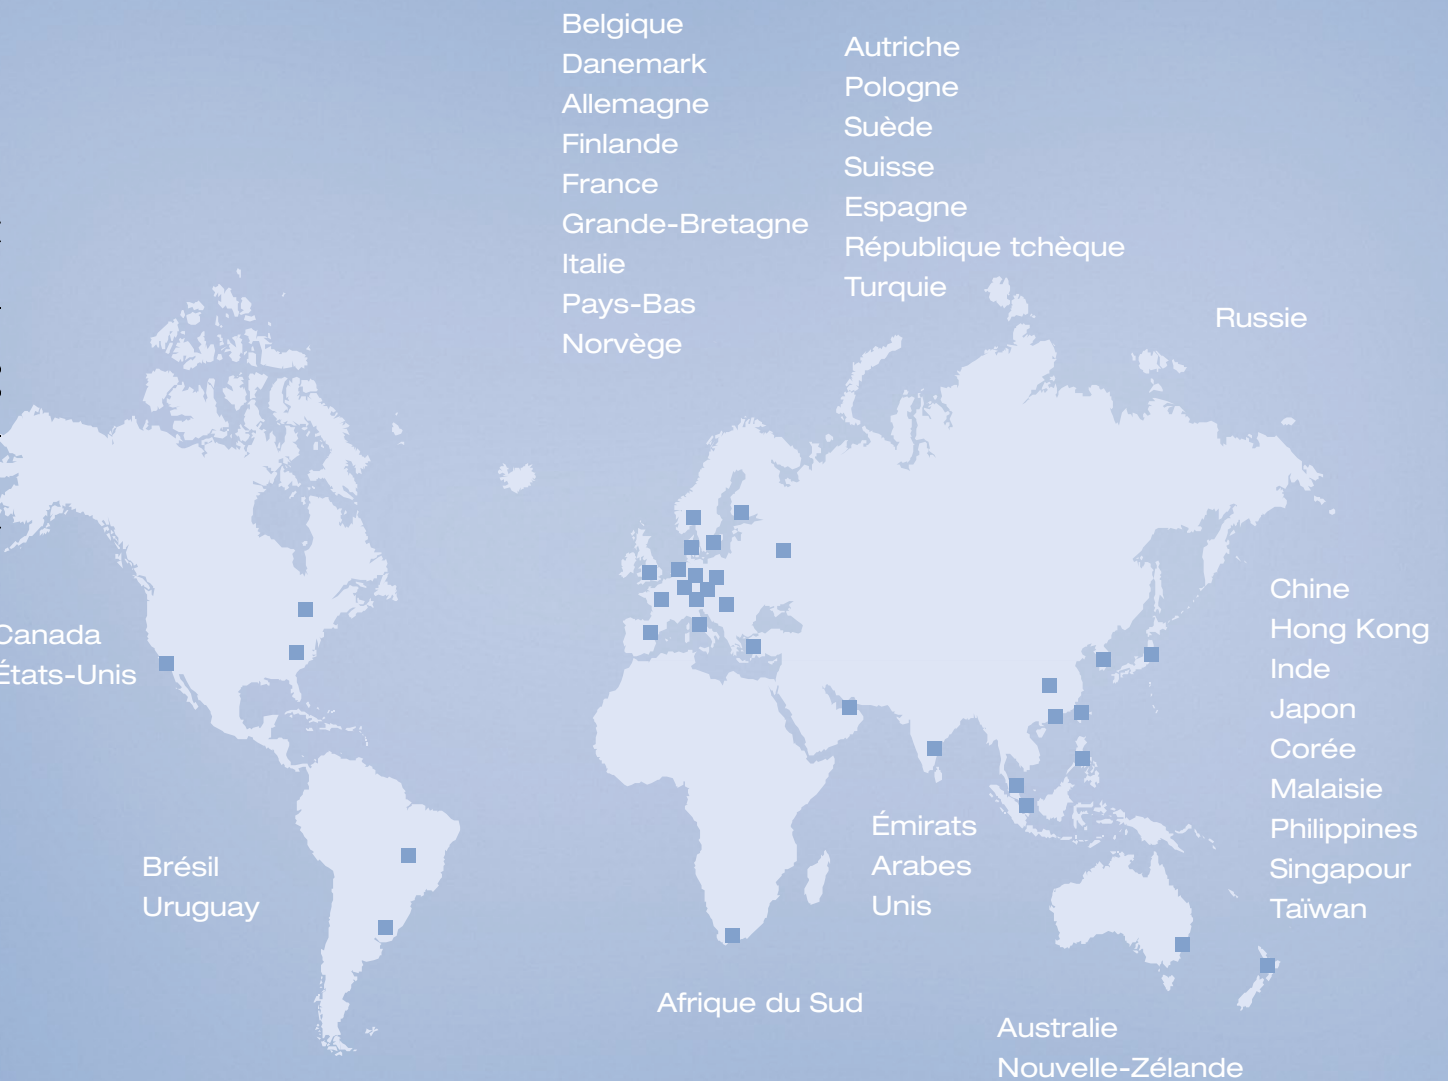 Belgique
Danemark
Allemagne
Finlande
France
Grande-Bretagne
Italie
Pays-Bas
Norvège
Autriche
Pologne
Suède
Suisse
Espagne
République tchèque
Turquie
Russie
Canada
États-Unis
Chine
Hong Kong
Inde
Japon
Corée
Malaisie
Philippines
Singapour
Taïwan
Brésil
Uruguay
Émirats
Arabes
Unis
Afrique du Sud
Australie
Nouvelle-Zélande